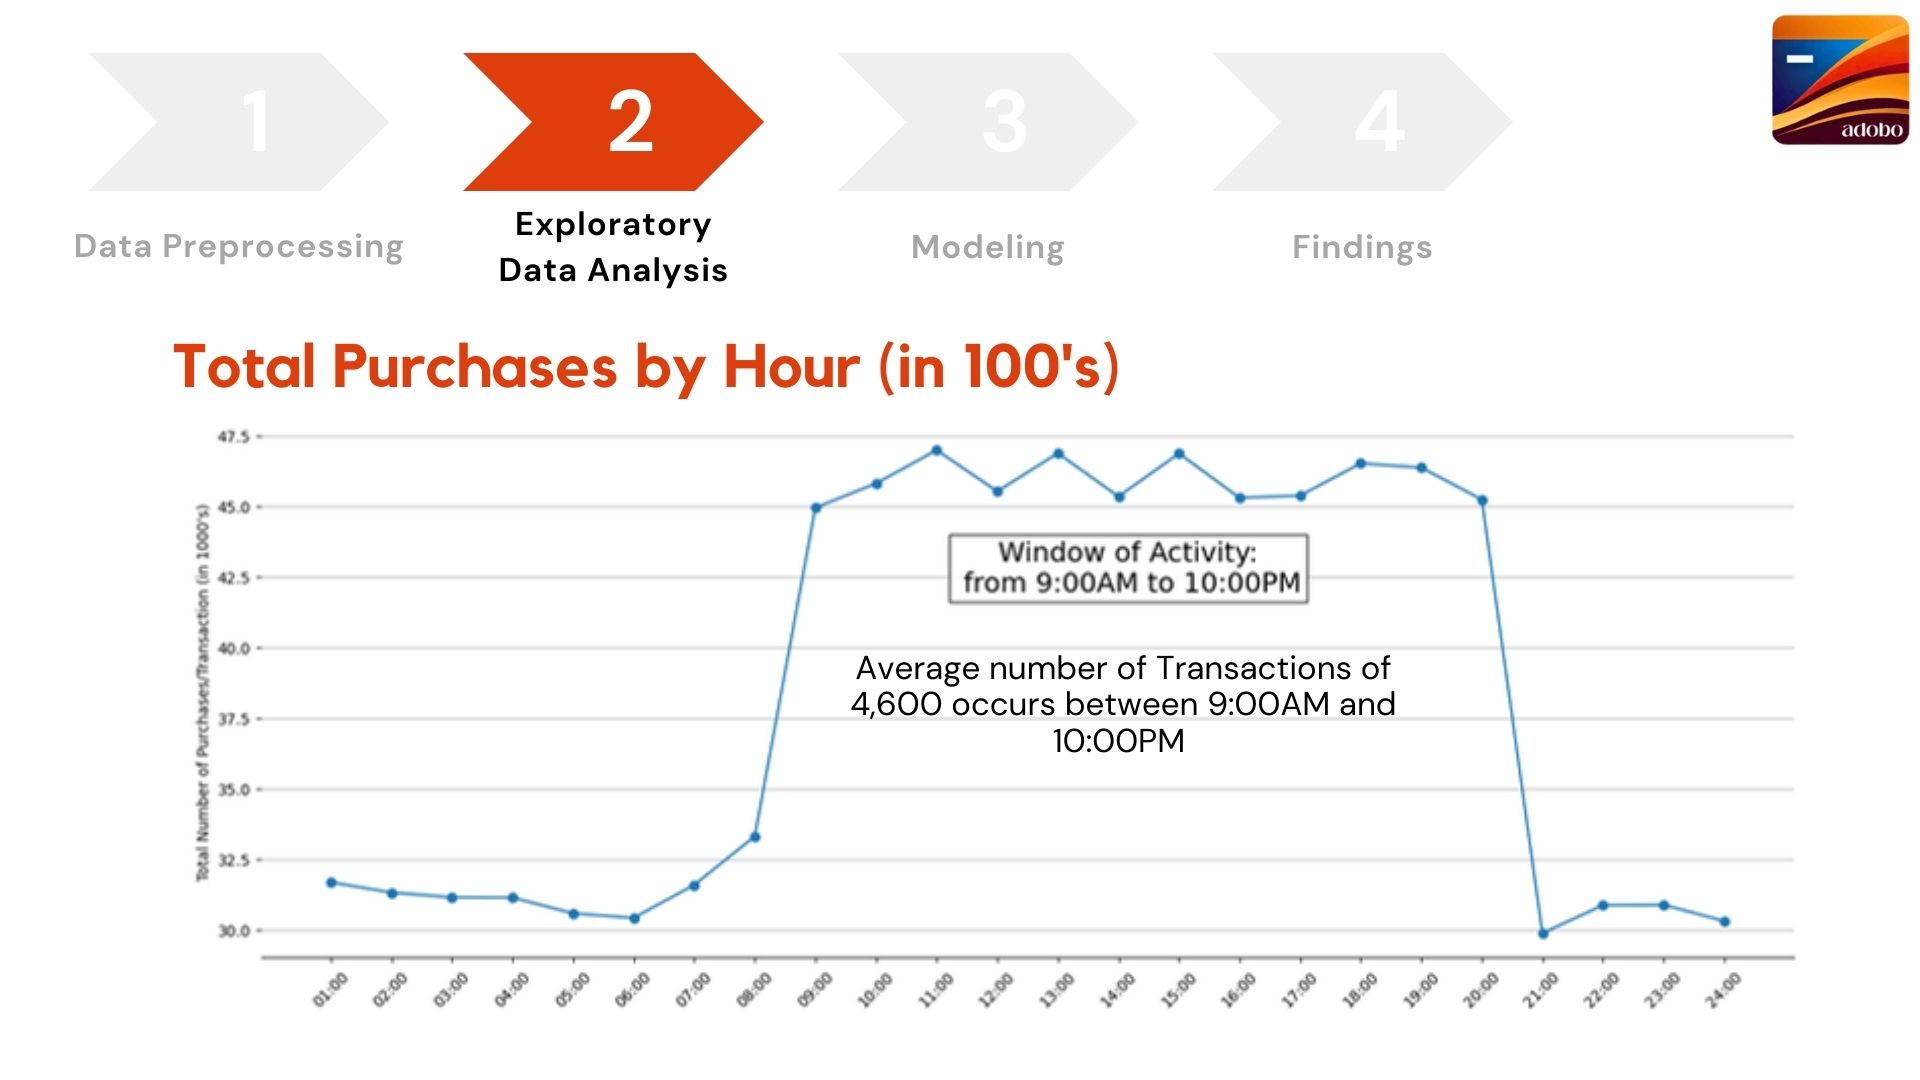 1
2
3
4
adobo
Data Preprocessing
Exploratory
Data Analysis
Modeling
Findings
Total Purchases by Hour (in 100's)
Total Number of Purchases/Transaction (in 1000's)
47.5
45.0
42.5
40.0
37.5
35.0
32.5
30.0
Window of Activity:
from 9:00AM to 10:00PM
Average number of Transactions of
4,600 occurs between 9:00AM and
10:00PM
01:00
02:00
03:00
04:00
05:00
06:00
07:00
08:00
09:00
10:00
11:00
12:00
13:00
14:00
15:00
16:00
17:00
18:00
19:00
20:00
21:00
22:00
23:00
24:00